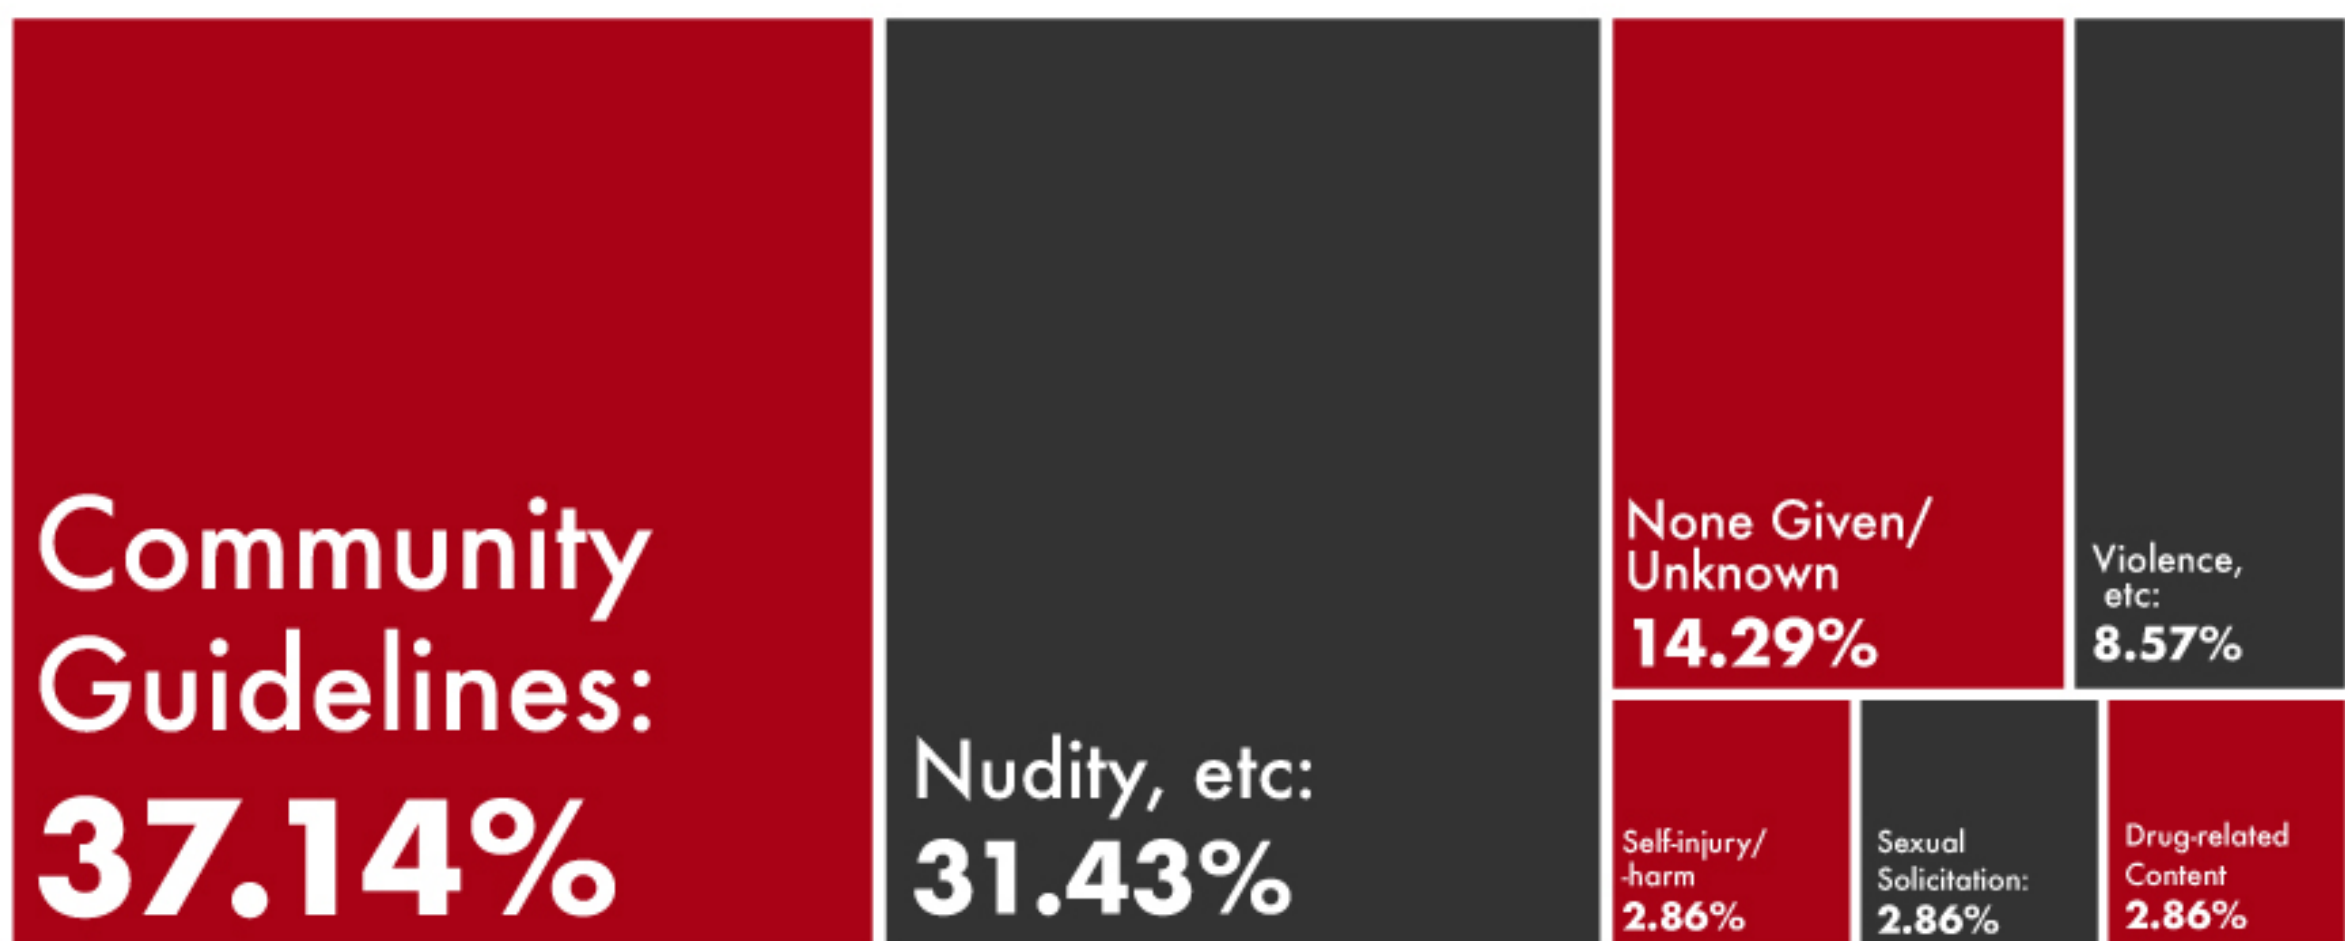 Community
Guidelines:
37.14%
Nudity, etc:
31.43%
None Given/
Unknown
14.29%
Violence,
etc:
8.57%
Self-injury/
-harm
2.86%
Sexual
Solicitation:
2.86%
Drug-related
Content
2.86%